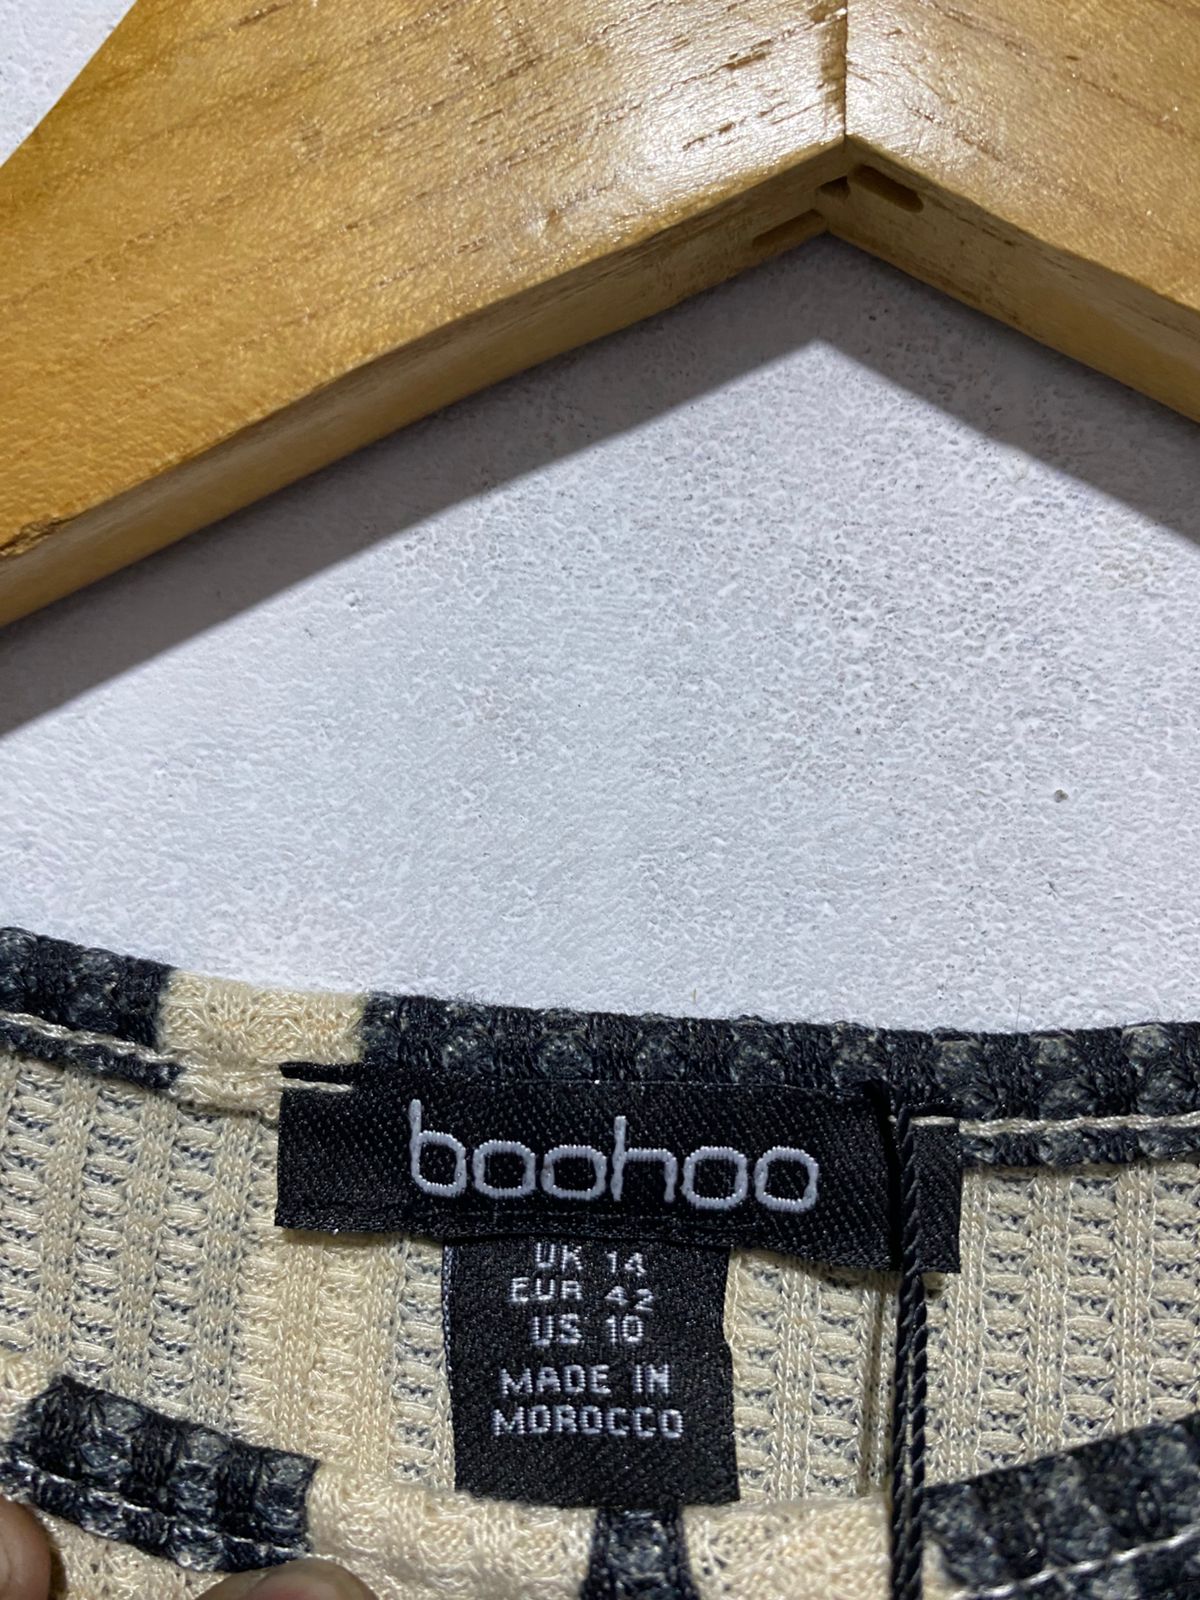 boohoo
UK 14
EUR 42
US 10
MADE IN
MOROCCO